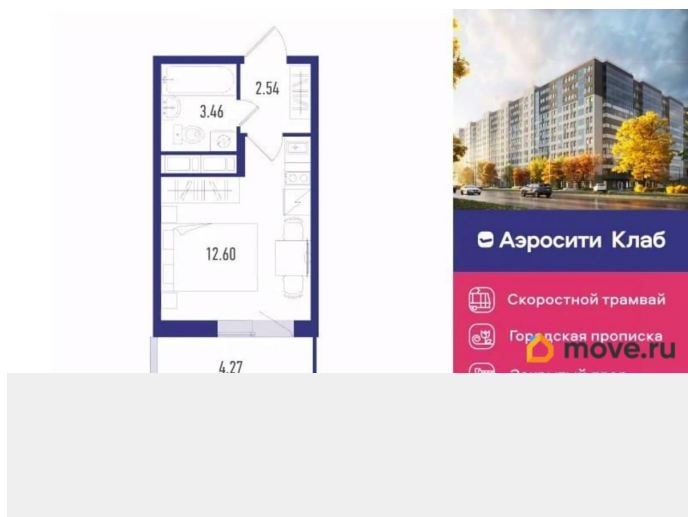 2.54
3.46
12.60
4.27
Аэросити Клаб
Скоростной трамвай
Городская прописка
move.ru